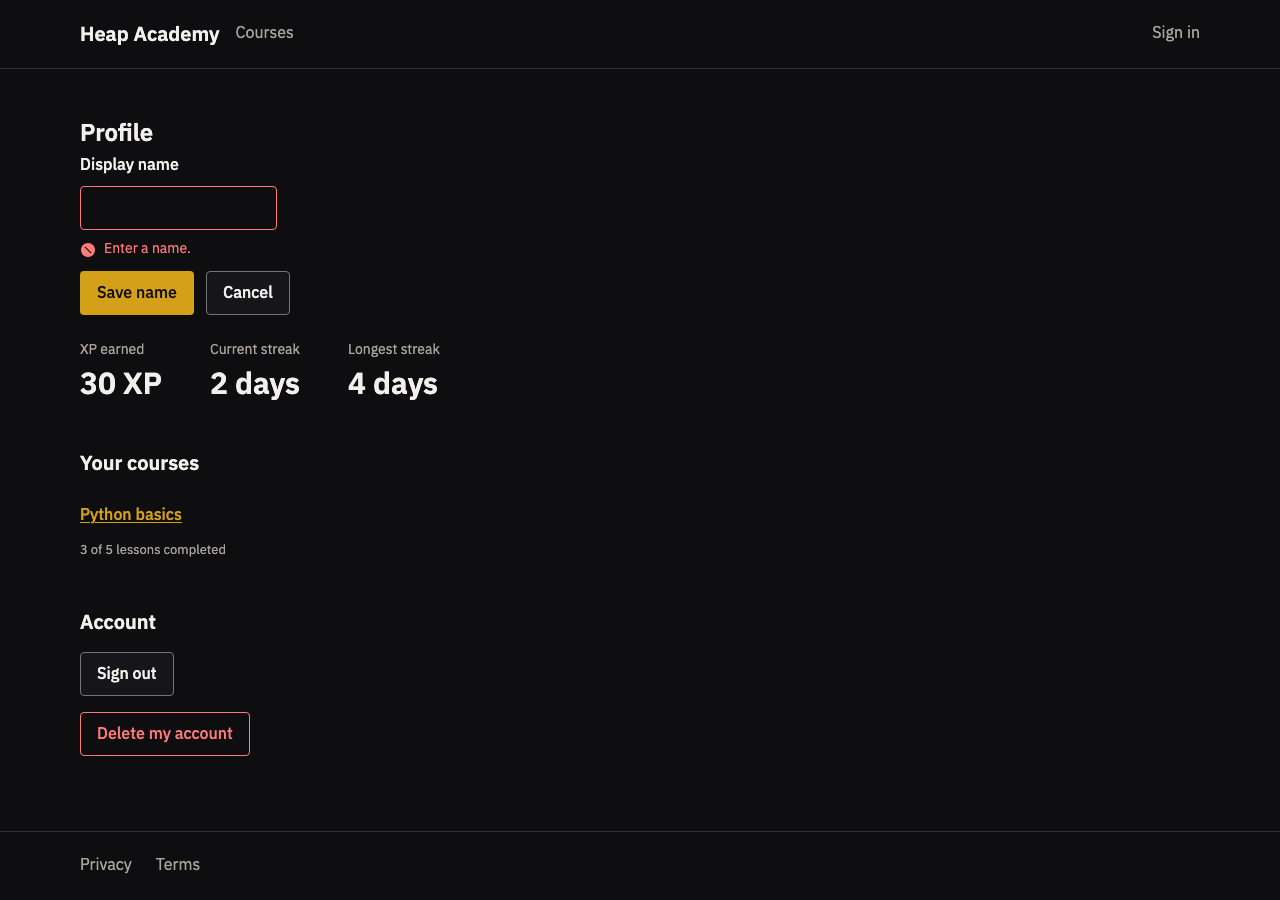 Heap Academy Courses Sign in
Profile
Display name
Enter a name.
Save name Cancel
XP earned Current streak Longest streak
30 XP 2 days 4 days
Your courses
Python basics
3 of 5 lessons completed
Account
Sign out
Delete my account
Privacy Terms